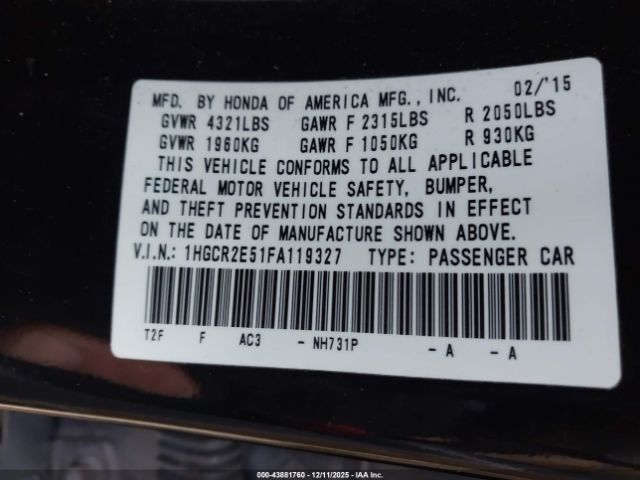 MFD. BY HONDA OF AMERICA MFG., INC. 02/'15
GVWR 4321LBS GAWR F 2315LBS R 2050LBS
GVWR 1960KG GAWR F 1050KG R 930KG
THIS VEHICLE CONFORMS TO ALL APPLICABLE
FEDERAL MOTOR VEHICLE SAFETY, BUMPER,
AND THEFT PREVENTION STANDARDS IN EFFECT
ON THE DATE OF MANUFACTURE SHOWN ABOVE.
V.I.N.: 1HGCR2E51FA119327 TYPE: PASSENGER CAR
T2F F AC3 - NH731P - A - A
000-43881760 - 12/11/2025 - IAA Inc.